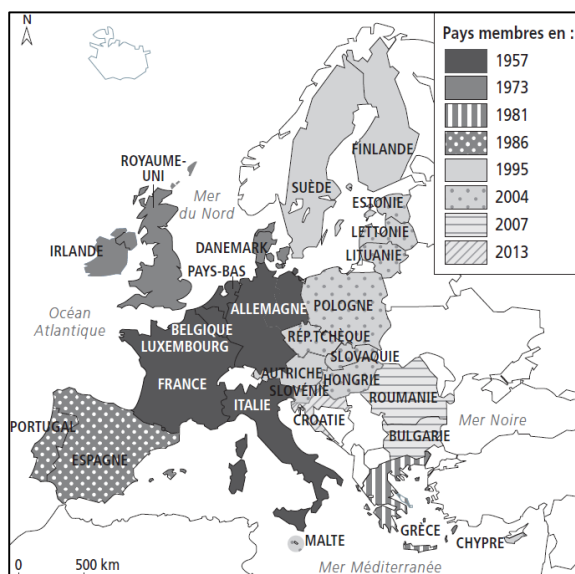 N
Pays membres en :
1957
1973
1981
1986
1995
2004
2007
2013
FINLANDE
ROYAUME-
UNI
SUÈDE
Mer
du Nord
ESTONIE
LETTONIE
LITUANIE
IRLANDE
DANEMARK
PAYS-BAS
Océan
Atlantique
ALLEMAGNE
POLOGNE
BELGIQUE
LUXEMBOURG
RÉP.TCHÈQUE
SLOVAQUIE
FRANCE
AUTRICHE
SLOVÉNIE
HONGRIE
ITALIE
ROUMANIE
CROATIE
Mer Noire
PORTUGAL
BULGARIE
ESPAGNE
GRÈCE
MALTE
CHYPRE
0 500 km
Mer Méditerranée